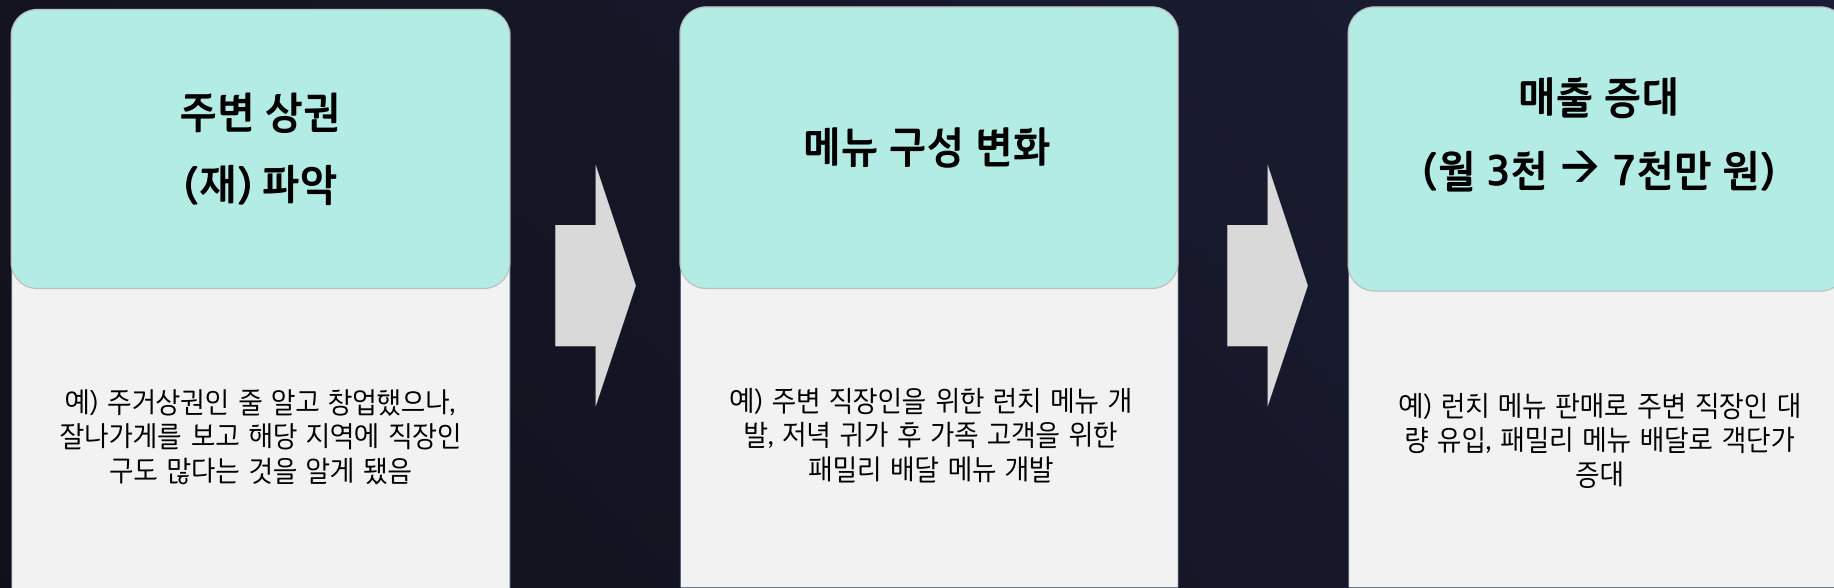 주변 상권
(재) 파악
예) 주거상권인 줄 알고 창업했으나,
잘나가게를 보고 해당 지역에 직장인
구도 많다는 것을 알게 됐음
메뉴 구성 변화
예) 주변 직장인을 위한 런치 메뉴 개
발, 저녁 귀가 후 가족 고객을 위한
패밀리 배달 메뉴 개발
매출 증대
(월 3천 → 7천만 원)
예) 런치 메뉴 판매로 주변 직장인 대
량 유입, 패밀리 메뉴 배달로 객단가
증대